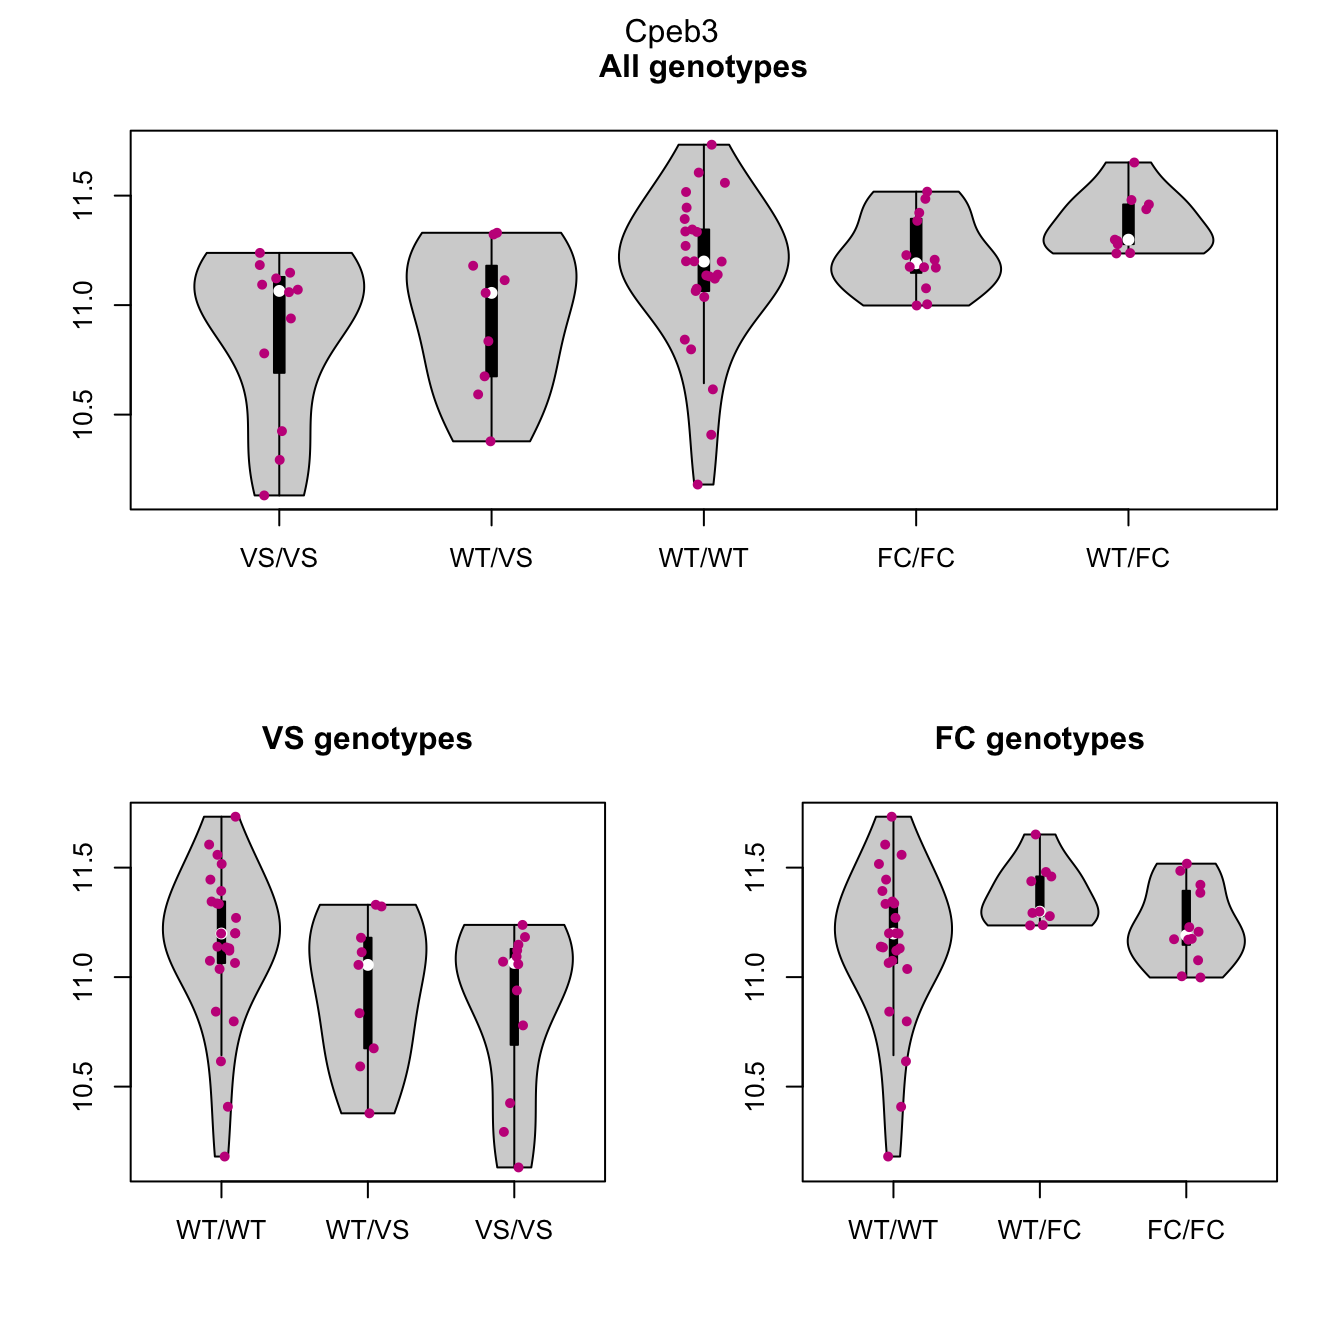 Cpeb3
All genotypes
11.5
11.0
10.5
VS/VS WT/VS WT/WT FC/FC WT/FC
VS genotypes
11.5
11.0
10.5
WT/WT WT/VS VS/VS
FC genotypes
11.5
11.0
10.5
WT/WT WT/FC FC/FC